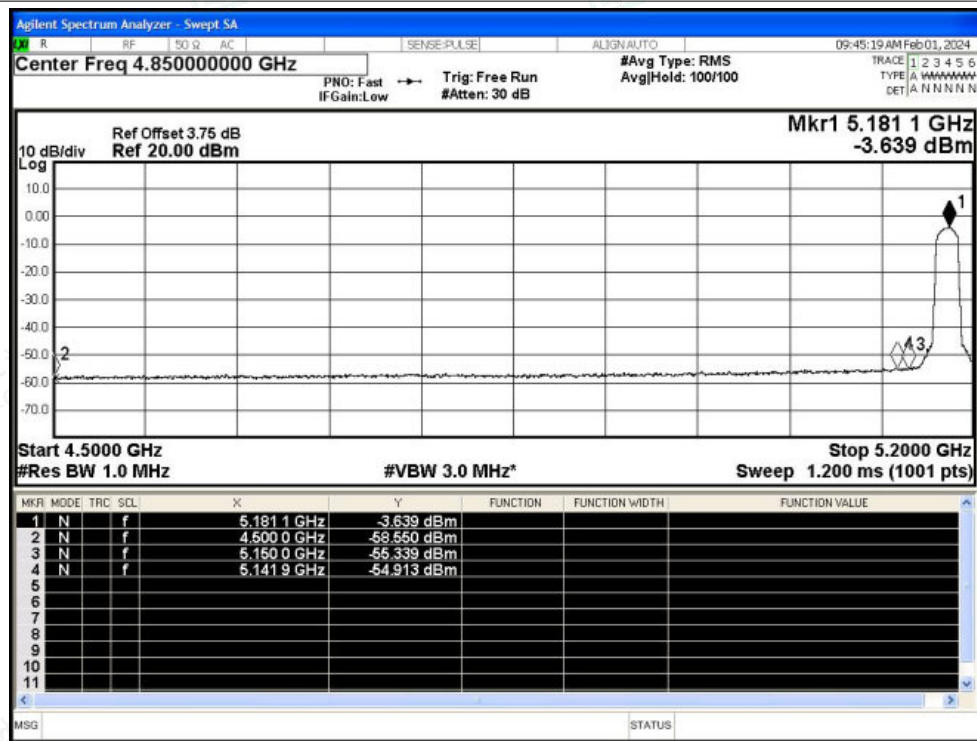 Agilent Spectrum Analyzer - Swept SA
LXI R RF 50 Ω AC SENSE:PULSE ALIGN AUTO 09:45:19 AM Feb 01, 2024
Center Freq 4.850000000 GHz
PNO: Fast
IFGain:Low
Trig: Free Run
#Atten: 30 dB
#Avg Type: RMS
Avg|Hold: 100/100
TRACE 1 2 3 4 5 6
TYPE A WWWWW
DET A N N N N N
Ref Offset 3.75 dB
10 dB/div Ref 20.00 dBm
Log
Mkr1 5.181 1 GHz
-3.639 dBm
10.0
0.00
-10.0
-20.0
-30.0
-40.0
-50.0
-60.0
-70.0
1
2
4 3
Start 4.5000 GHz Stop 5.2000 GHz
#Res BW 1.0 MHz #VBW 3.0 MHz* Sweep 1.200 ms (1001 pts)
MKR MODE TRC SCL X Y FUNCTION FUNCTION WIDTH FUNCTION VALUE
1 N f 5.181 1 GHz -3.639 dBm
2 N f 4.500 0 GHz -58.550 dBm
3 N f 5.150 0 GHz -55.339 dBm
4 N f 5.141 9 GHz -54.913 dBm
5
6
7
8
9
10
11
MSG STATUS